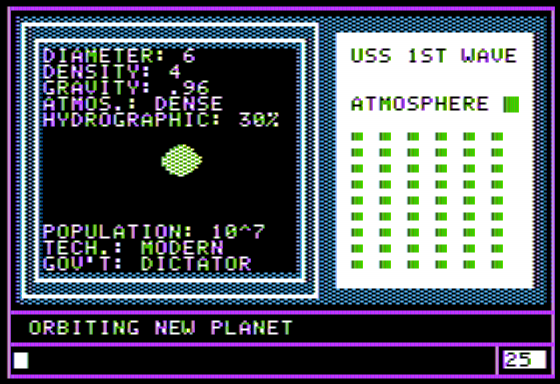 DIAMETER: 6
DENSITY: 4
GRAVITY: .96
ATMOS.: DENSE
HYDROGRAPHIC: 30%
POPULATION: 10^7
TECH.: MODERN
GOV'T: DICTATOR
USS 1ST WAVE
ATMOSPHERE
ORBITING NEW PLANET
25